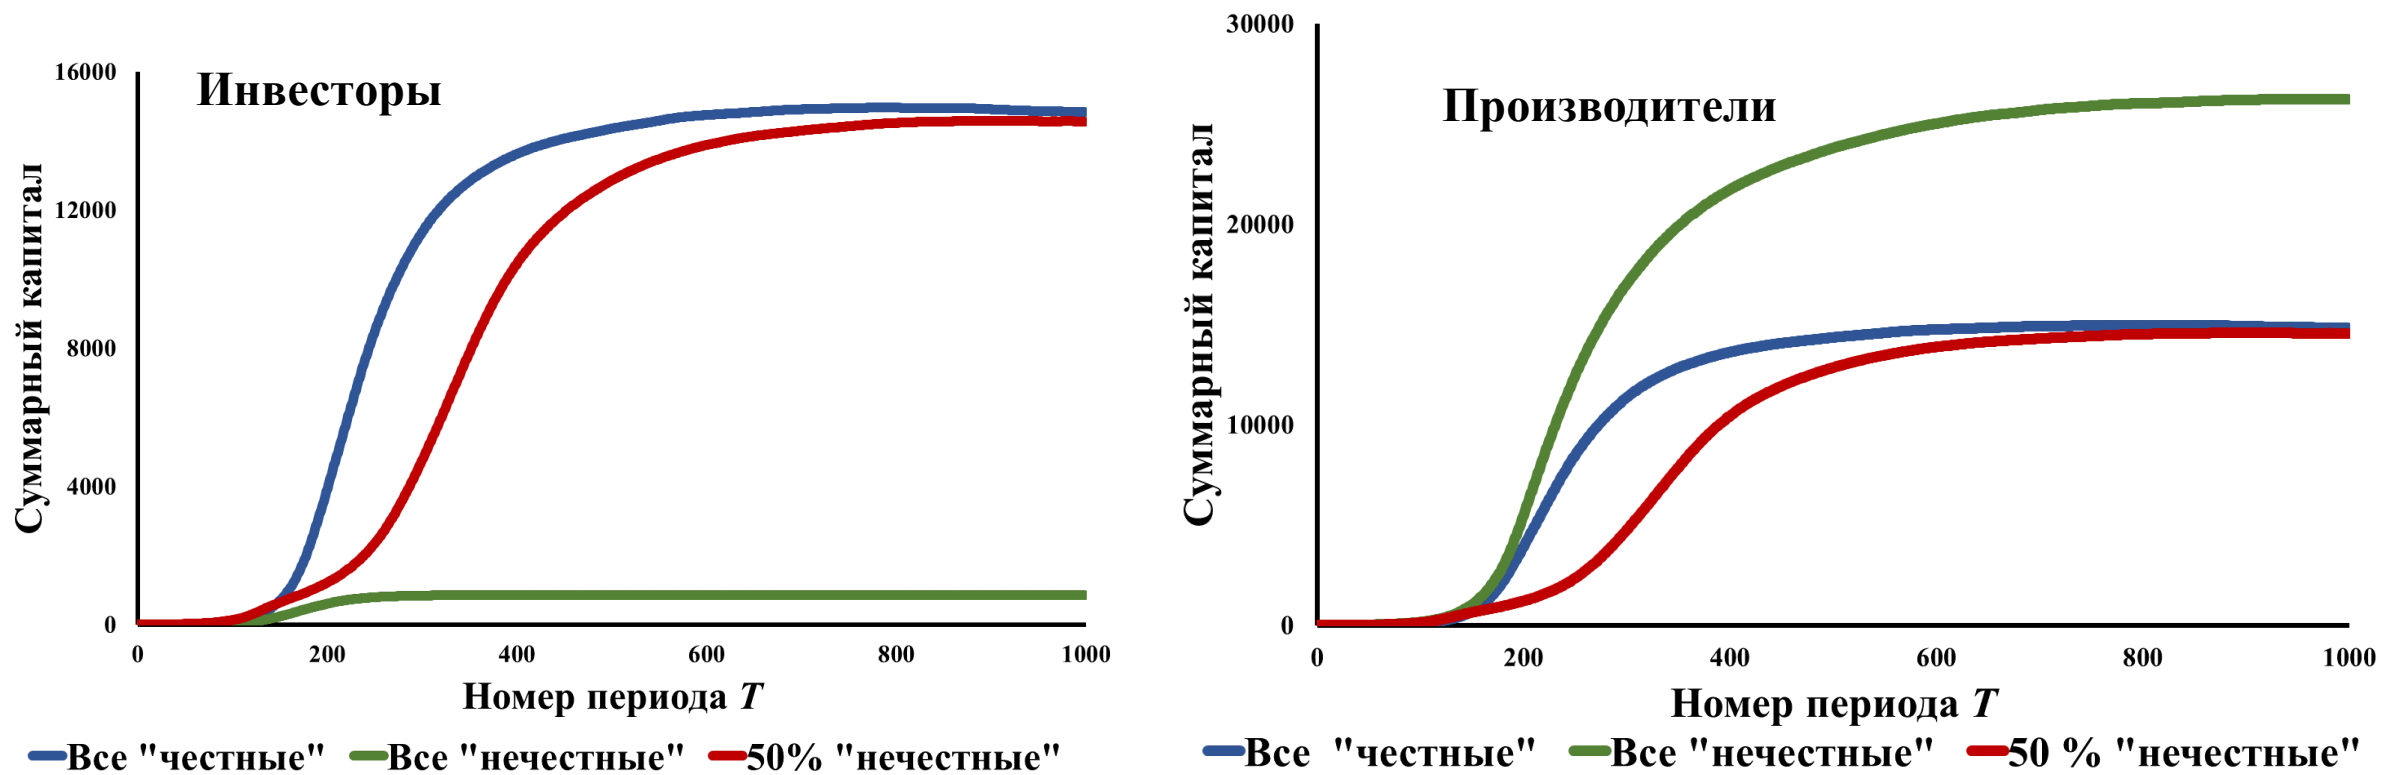 Инвесторы
Суммарный капитал
16000
12000
8000
4000
0
0 200 400 600 800 1000
Номер периода T
Все "честные" Все "нечестные" 50% "нечестные"
Производители
Суммарный капитал
30000
20000
10000
0
0 200 400 600 800 1000
Номер периода T
Все "честные" Все "нечестные" 50 % "нечестные"